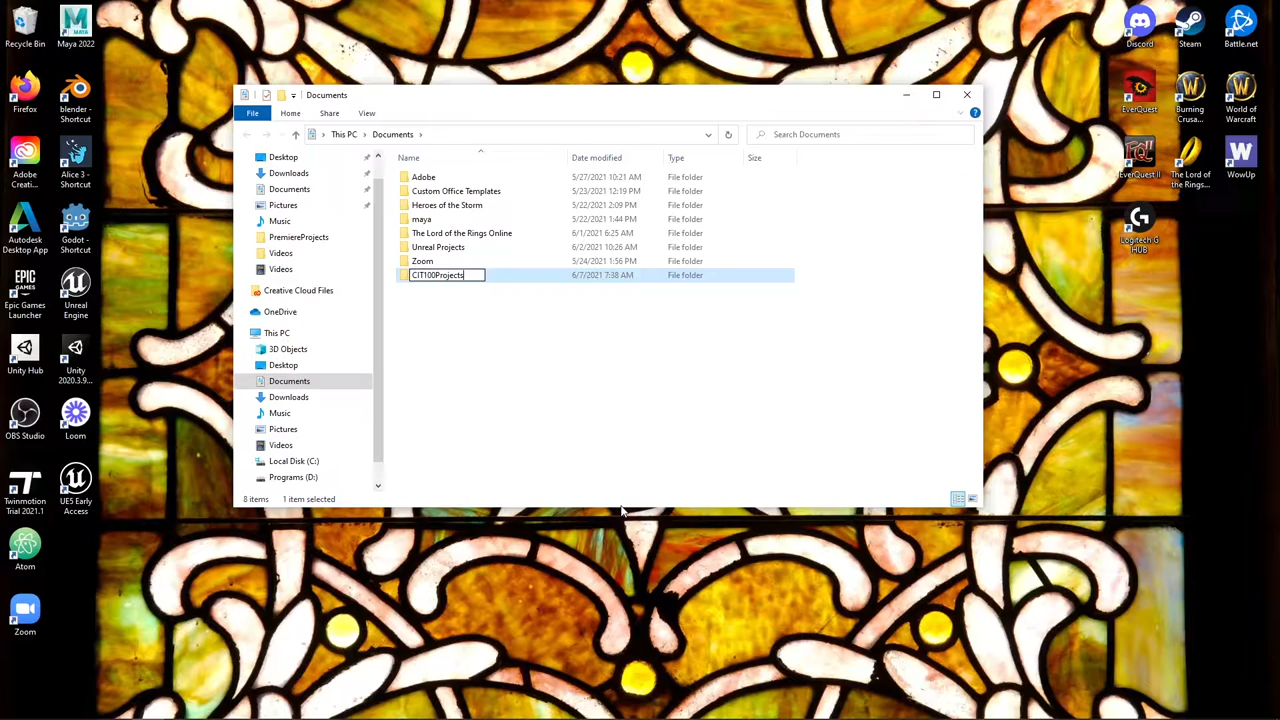 Recycle Bin
Maya 2022
Firefox
blender -
Shortcut
Adobe
Creati...
Alice 3 -
Shortcut
Autodesk
Desktop App
Godot -
Shortcut
EPIC
GAMES
Epic Games
Launcher
Unreal
Engine
Unity Hub
Unity
2020.3.9...
OBS Studio
Loom
Twinmotion
Trial 2021.1
UE5 Early
Access
Atom
Zoom
Documents
File
Home
Share
View
This PC
Documents
Search Documents
Desktop
Downloads
Documents
Pictures
Music
PremiereProjects
Videos
Videos
Creative Cloud Files
OneDrive
This PC
3D Objects
Desktop
Documents
Downloads
Music
Pictures
Videos
Local Disk (C:)
Programs (D:)
Name Date modified Type Size
Adobe 5/27/2021 10:21 AM File folder
Custom Office Templates 5/23/2021 12:19 PM File folder
Heroes of the Storm 5/22/2021 2:09 PM File folder
maya 5/22/2021 1:44 PM File folder
The Lord of the Rings Online 6/1/2021 6:25 AM File folder
Unreal Projects 6/2/2021 10:26 AM File folder
Zoom 5/24/2021 1:56 PM File folder
CIT100Projects 6/7/2021 7:38 AM File folder
8 items 1 item selected
Discord
Steam
Battle.net
EverQuest
Burning
Crusa...
World of
Warcraft
EverQuest II
The Lord of
the Rings...
WowUp
Logitech G
HUB